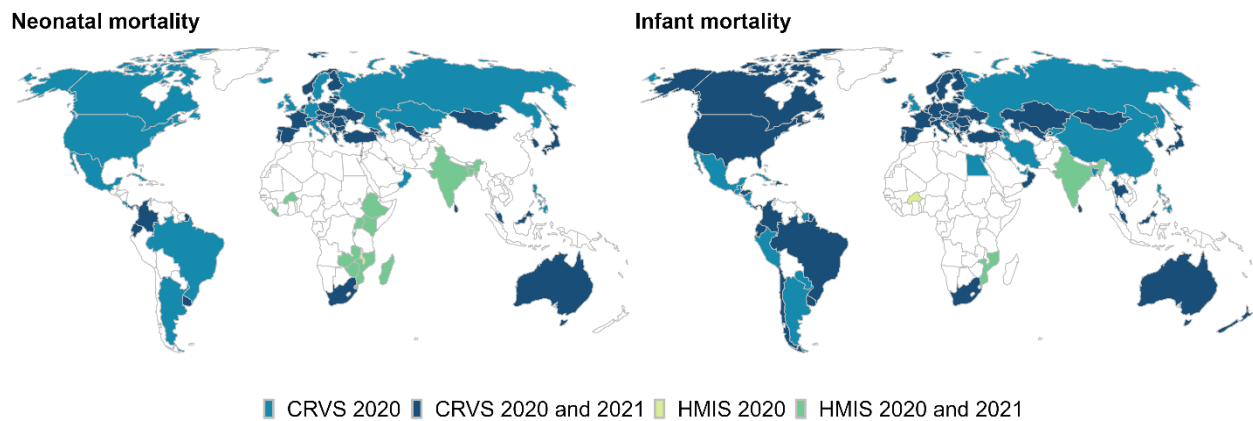 Neonatal mortality
Infant mortality
CRVS 2020 CRVS 2020 and 2021 HMIS 2020 HMIS 2020 and 2021